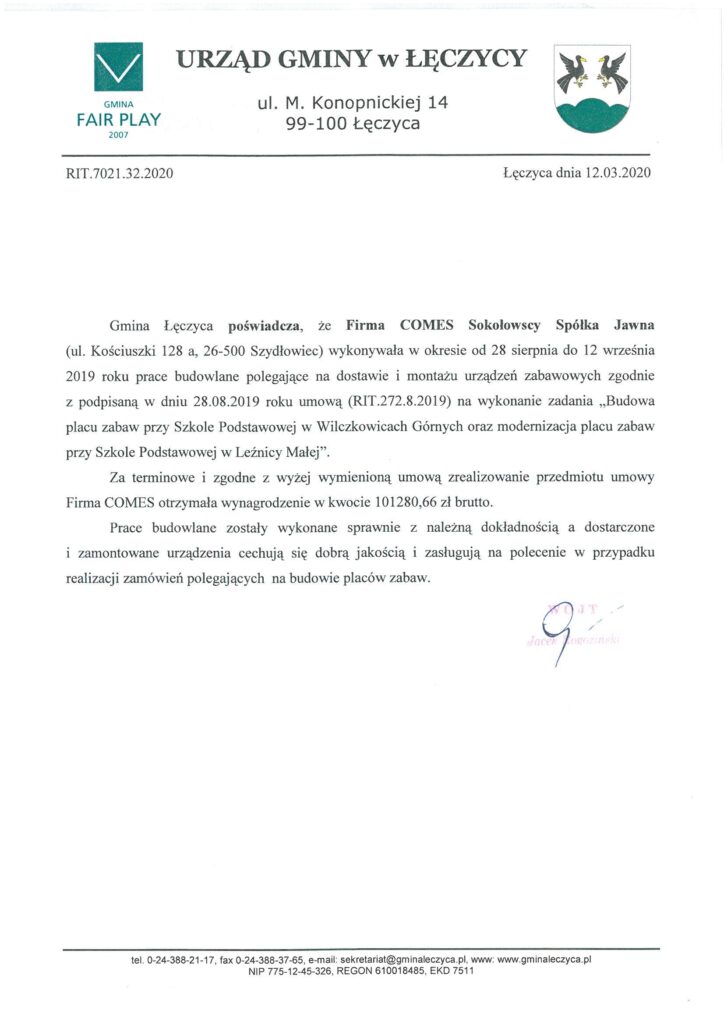 GMINA
FAIR PLAY
2007
URZĄD GMINY w ŁĘCZYCY
ul. M. Konopnickiej 14
99-100 Łęczyca
RIT.7021.32.2020
Łęczyca dnia 12.03.2020
Gmina Łęczyca poświadcza, że Firma COMES Sokołowscy Spółka Jawna
(ul. Kościuszki 128 a, 26-500 Szydłowiec) wykonywała w okresie od 28 sierpnia do 12 września
2019 roku prace budowlane polegające na dostawie i montażu urządzeń zabawowych zgodnie
z podpisaną w dniu 28.08.2019 roku umową (RIT.272.8.2019) na wykonanie zadania „Budowa
placu zabaw przy Szkole Podstawowej w Wilczkowicach Górnych oraz modernizacja placu zabaw
przy Szkole Podstawowej w Leźnicy Małej”.
Za terminowe i zgodne z wyżej wymienioną umową zrealizowanie przedmiotu umowy
Firma COMES otrzymała wynagrodzenie w kwocie 101280,66 zł brutto.
Prace budowlane zostały wykonane sprawnie z należną dokładnością a dostarczone
i zamontowane urządzenia cechują się dobrą jakością i zasługują na polecenie w przypadku
realizacji zamówień polegających na budowie placów zabaw.
WÓJT
Jacek
tel. 0-24-388-21-17, fax 0-24-388-37-65, e-mail: sekretariat@gminaleczyca.pl, www: www.gminaleczyca.pl
NIP 775-12-45-326, REGON 610018485, EKD 7511